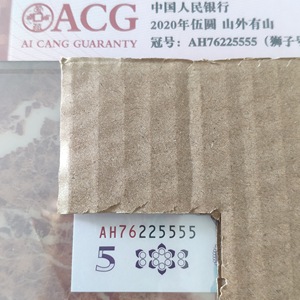 ACG
AI CANG GUARANTY
中国人民银行
2020年伍圆 山外有山
冠号：AH76225555（狮子号
AH76225555
5